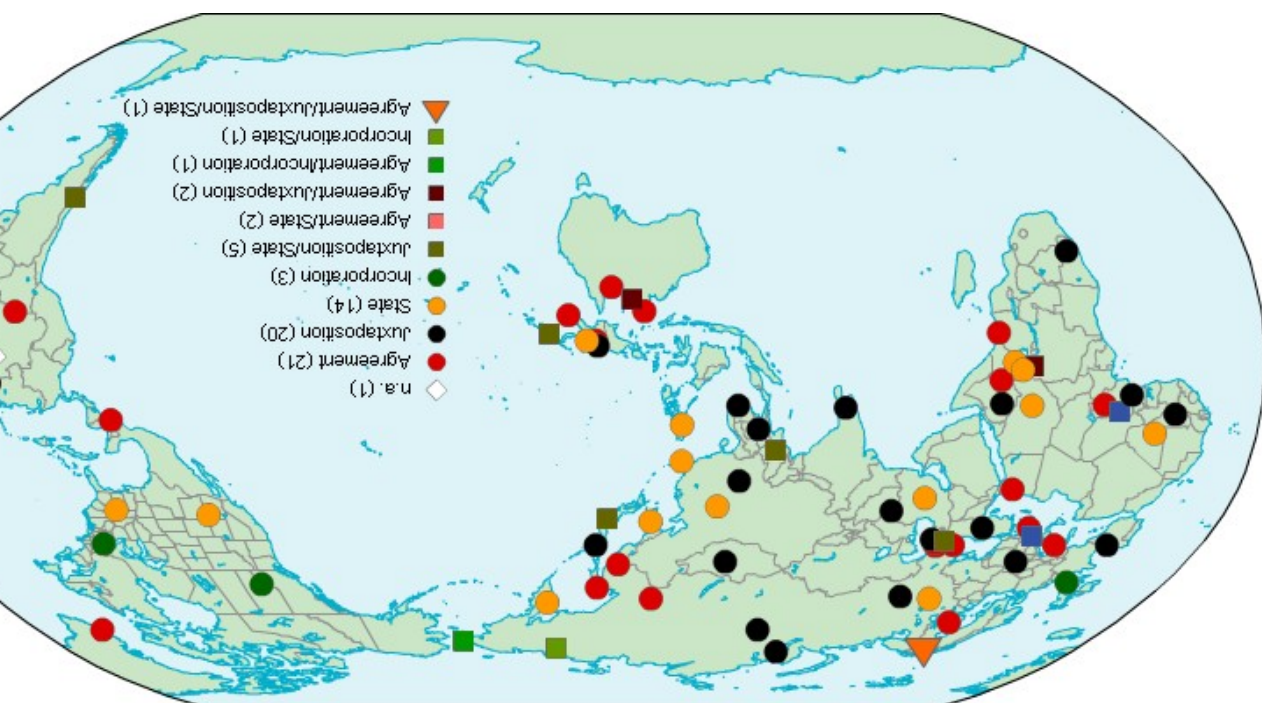 n.a. (1)
Agreement (21)
Juxtaposition (20)
State (14)
Incorporation (3)
Juxtaposition/State (5)
Agreement/State (2)
Agreement/Juxtaposition (2)
Agreement/Incorporation (1)
Incorporation/State (1)
Agreement/Juxtaposition/State (1)